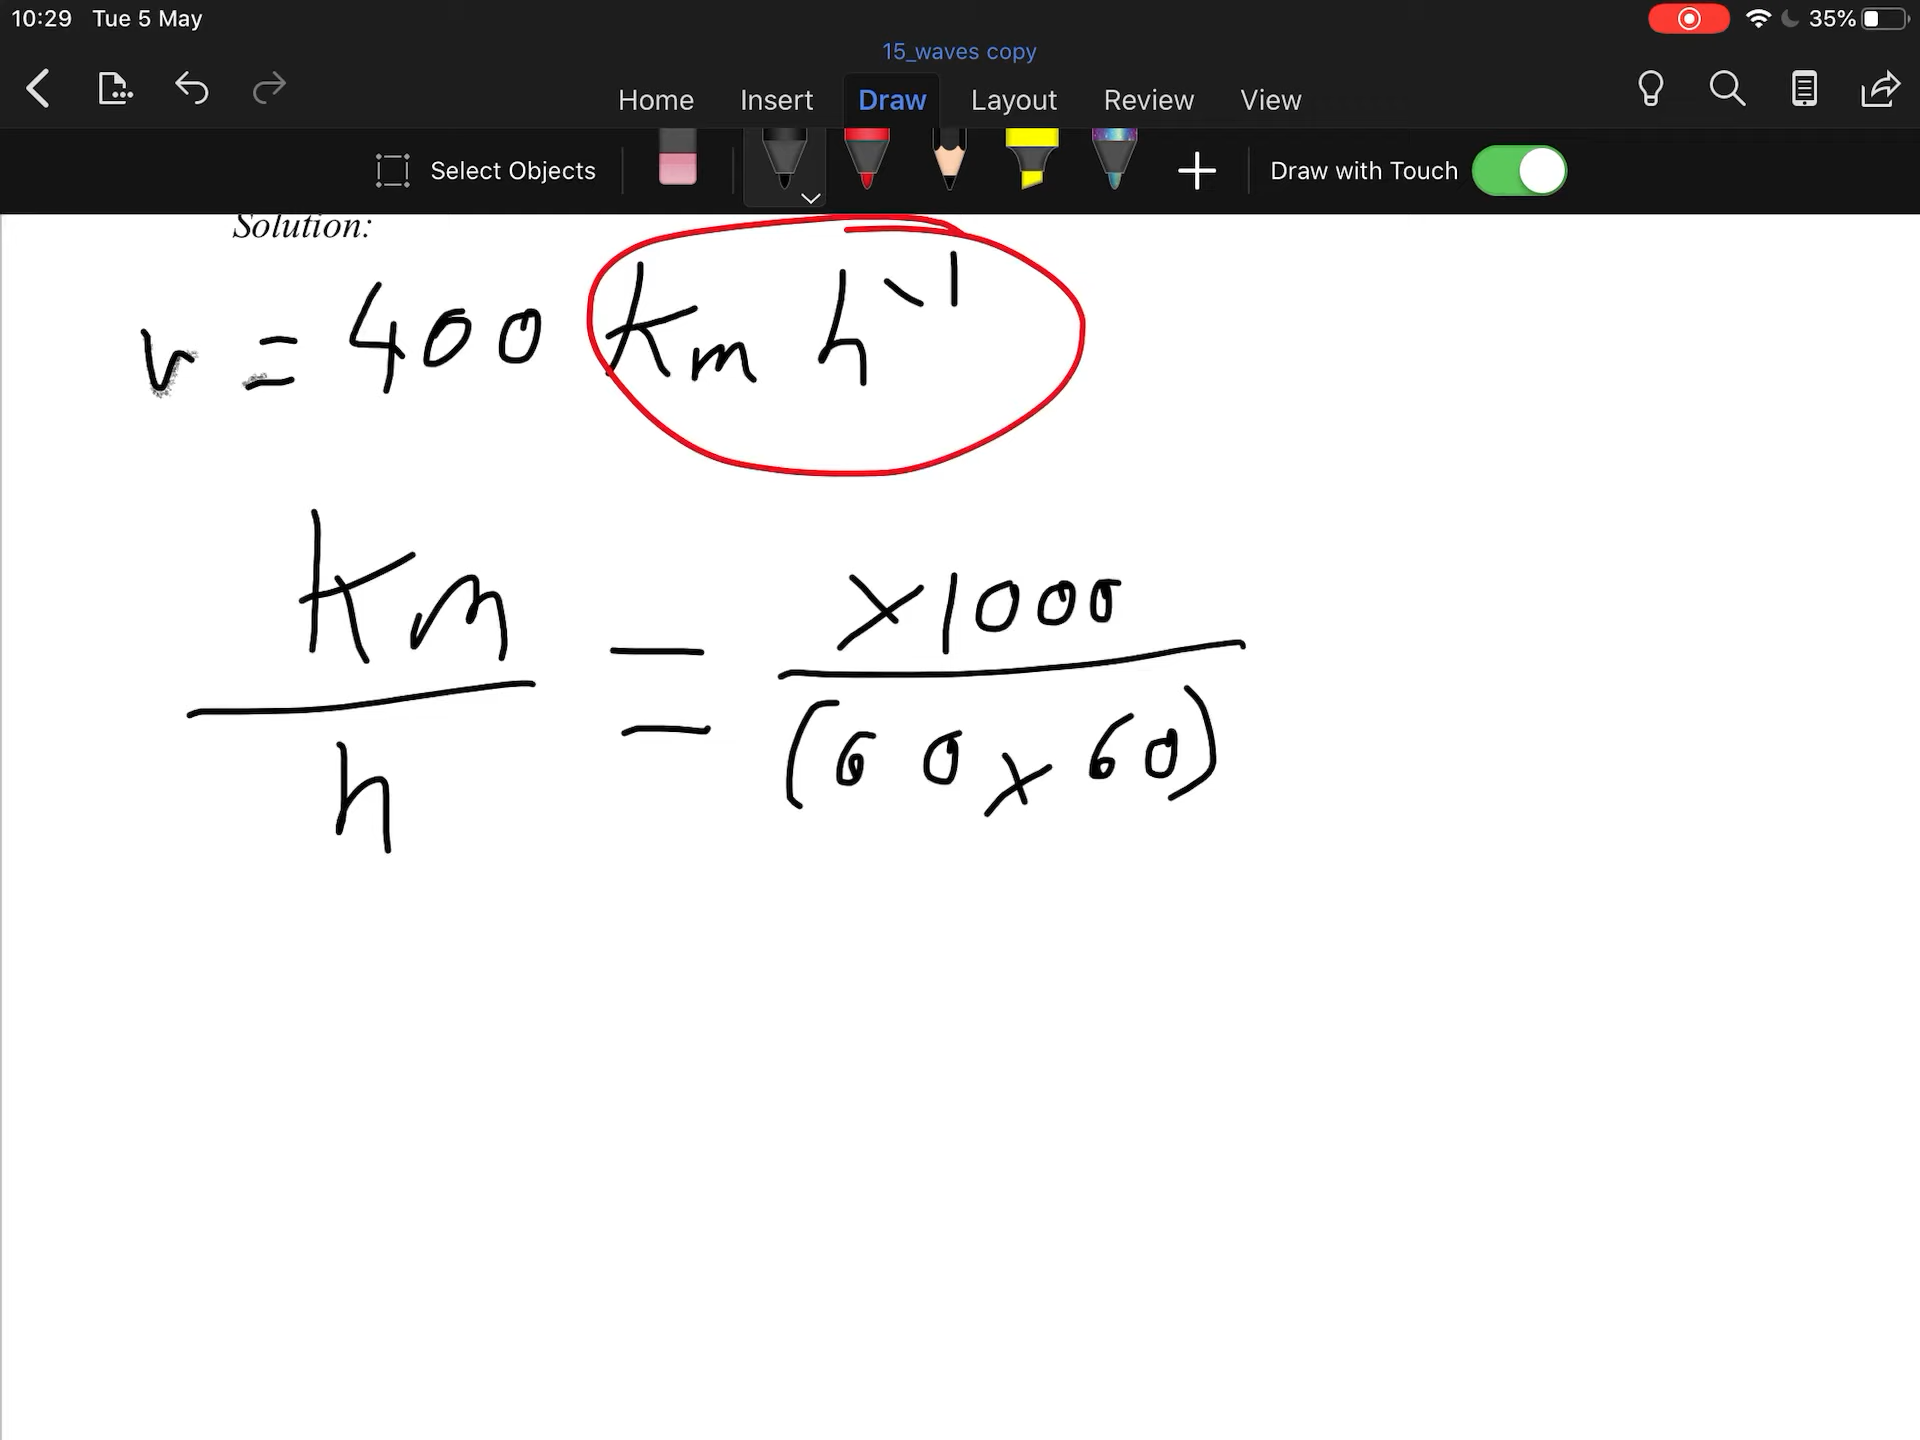 10:29 Tue 5 May 35%
15_waves copy
Home Insert Draw Layout Review View
Select Objects Draw with Touch
Solution:
v = 400 Km h⁻¹
Km / h = ×1000 / (60 × 60)